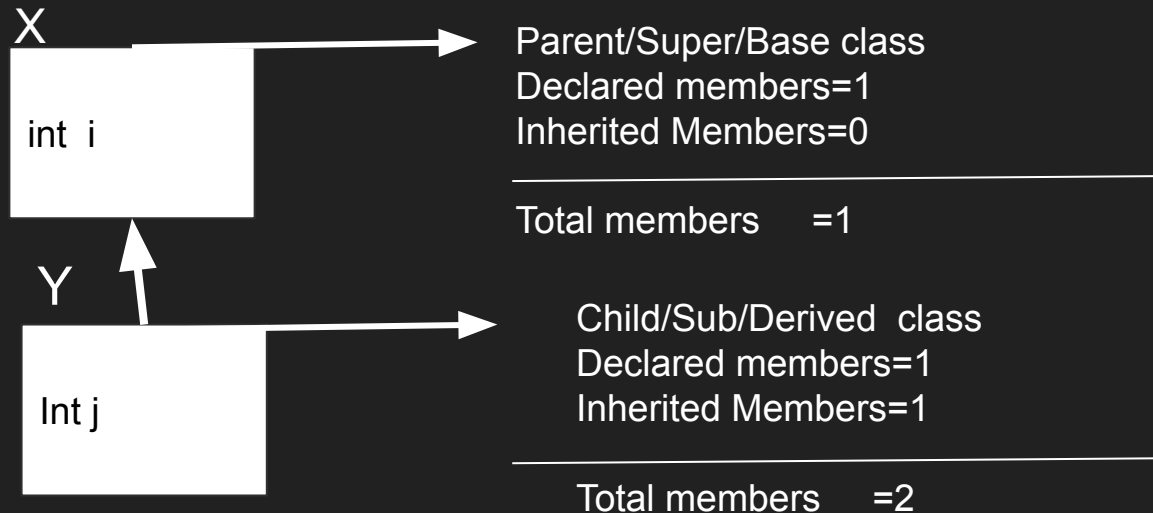 X
int i
Parent/Super/Base class
Declared members=1
Inherited Members=0
Total members =1
Y
Int j
Child/Sub/Derived class
Declared members=1
Inherited Members=1
Total members =2